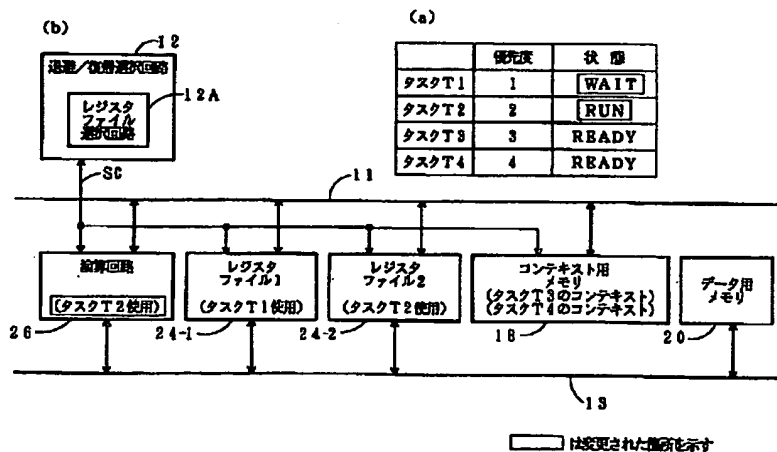 (b)
12
退避／復帰選択回路
レジスタ
ファイル
選択回路
12A
SC
(a)
優先度 状態
タスクT1 1 WAIT
タスクT2 2 RUN
タスクT3 3 READY
タスクT4 4 READY
11
演算回路
(タスクT2使用)
26
レジスタ
ファイル1
(タスクT1使用)
24-1
レジスタ
ファイル2
(タスクT2使用)
24-2
コンテキスト用
メモリ
(タスクT3のコンテキスト)
(タスクT4のコンテキスト)
18
データ用
メモリ
20
13
は変更された箇所を示す